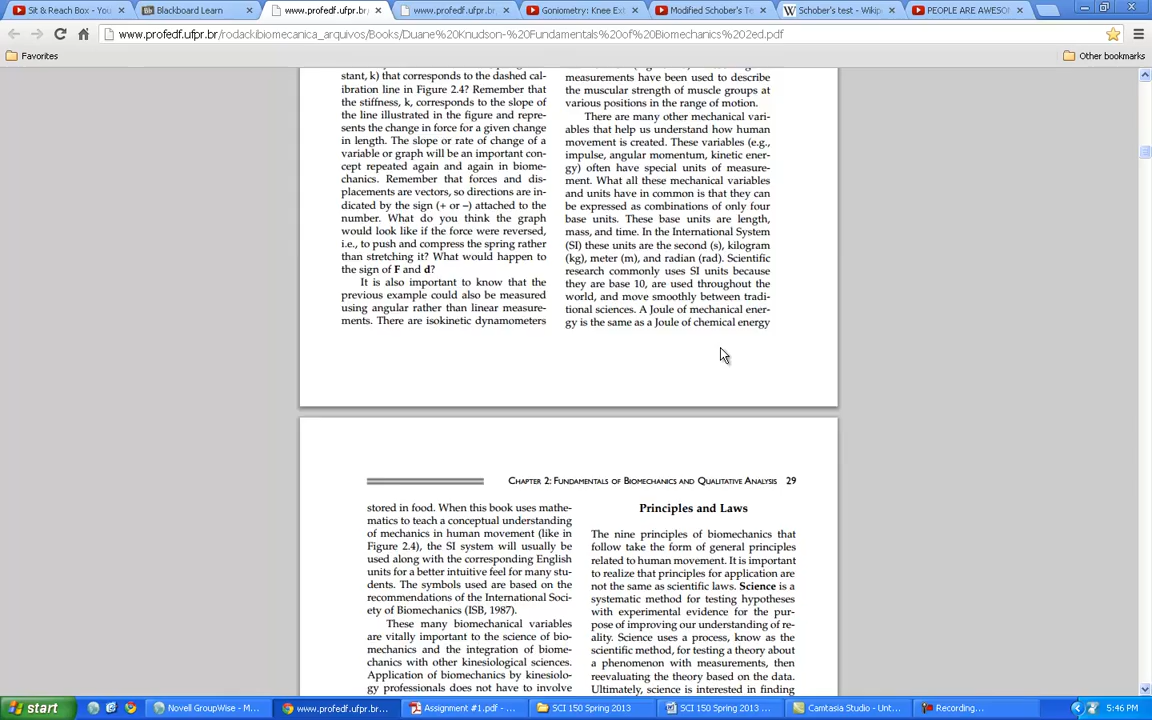 Sit & Reach Box - You
Blackboard Learn
www.profedf.ufpr.br/
www.profedf.ufpr.br/
Goniometry: Knee Ext
Modified Schober's Te
Schober's test - Wikip
PEOPLE ARE AWESO
www.profedf.ufpr.br/rodackibiomecanica_arquivos/Books/Duane%20Knudson-%20Fundamentals%20of%20Biomechanics%202ed.pdf
Favorites
Other bookmarks
stant, k) that corresponds to the dashed cal-
ibration line in Figure 2.4? Remember that
the stiffness, k, corresponds to the slope of
the line illustrated in the figure and repre-
sents the change in force for a given change
in length. The slope or rate of change of a
variable or graph will be an important con-
cept repeated again and again in biome-
chanics. Remember that forces and dis-
placements are vectors, so directions are in-
dicated by the sign (+ or –) attached to the
number. What do you think the graph
would look like if the force were reversed,
i.e., to push and compress the spring rather
than stretching it? What would happen to
the sign of F and d?
It is also important to know that the
previous example could also be measured
using angular rather than linear measure-
ments. There are isokinetic dynamometers
measurements have been used to describe
the muscular strength of muscle groups at
various positions in the range of motion.
There are many other mechanical vari-
ables that help us understand how human
movement is created. These variables (e.g.,
impulse, angular momentum, kinetic ener-
gy) often have special units of measure-
ment. What all these mechanical variables
and units have in common is that they can
be expressed as combinations of only four
base units. These base units are length,
mass, and time. In the International System
(SI) these units are the second (s), kilogram
(kg), meter (m), and radian (rad). Scientific
research commonly uses SI units because
they are base 10, are used throughout the
world, and move smoothly between tradi-
tional sciences. A Joule of mechanical ener-
gy is the same as a Joule of chemical energy
CHAPTER 2: FUNDAMENTALS OF BIOMECHANICS AND QUALITATIVE ANALYSIS 29
stored in food. When this book uses mathe-
matics to teach a conceptual understanding
of mechanics in human movement (like in
Figure 2.4), the SI system will usually be
used along with the corresponding English
units for a better intuitive feel for many stu-
dents. The symbols used are based on the
recommendations of the International Soci-
ety of Biomechanics (ISB, 1987).
These many biomechanical variables
are vitally important to the science of bio-
mechanics and the integration of biome-
chanics with other kinesiological sciences.
Application of biomechanics by kinesiolo-
gy professionals does not have to involve
Principles and Laws
The nine principles of biomechanics that
follow take the form of general principles
related to human movement. It is important
to realize that principles for application are
not the same as scientific laws. Science is a
systematic method for testing hypotheses
with experimental evidence for the pur-
pose of improving our understanding of re-
ality. Science uses a process, know as the
scientific method, for testing a theory about
a phenomenon with measurements, then
reevaluating the theory based on the data.
Ultimately, science is interested in finding
start
Novell GroupWise - M...
www.profedf.ufpr.br...
Assignment #1.pdf - ...
SCI 150 Spring 2013
SCI 150 Spring 2013 ...
Camtasia Studio - Unt...
Recording...
5:46 PM